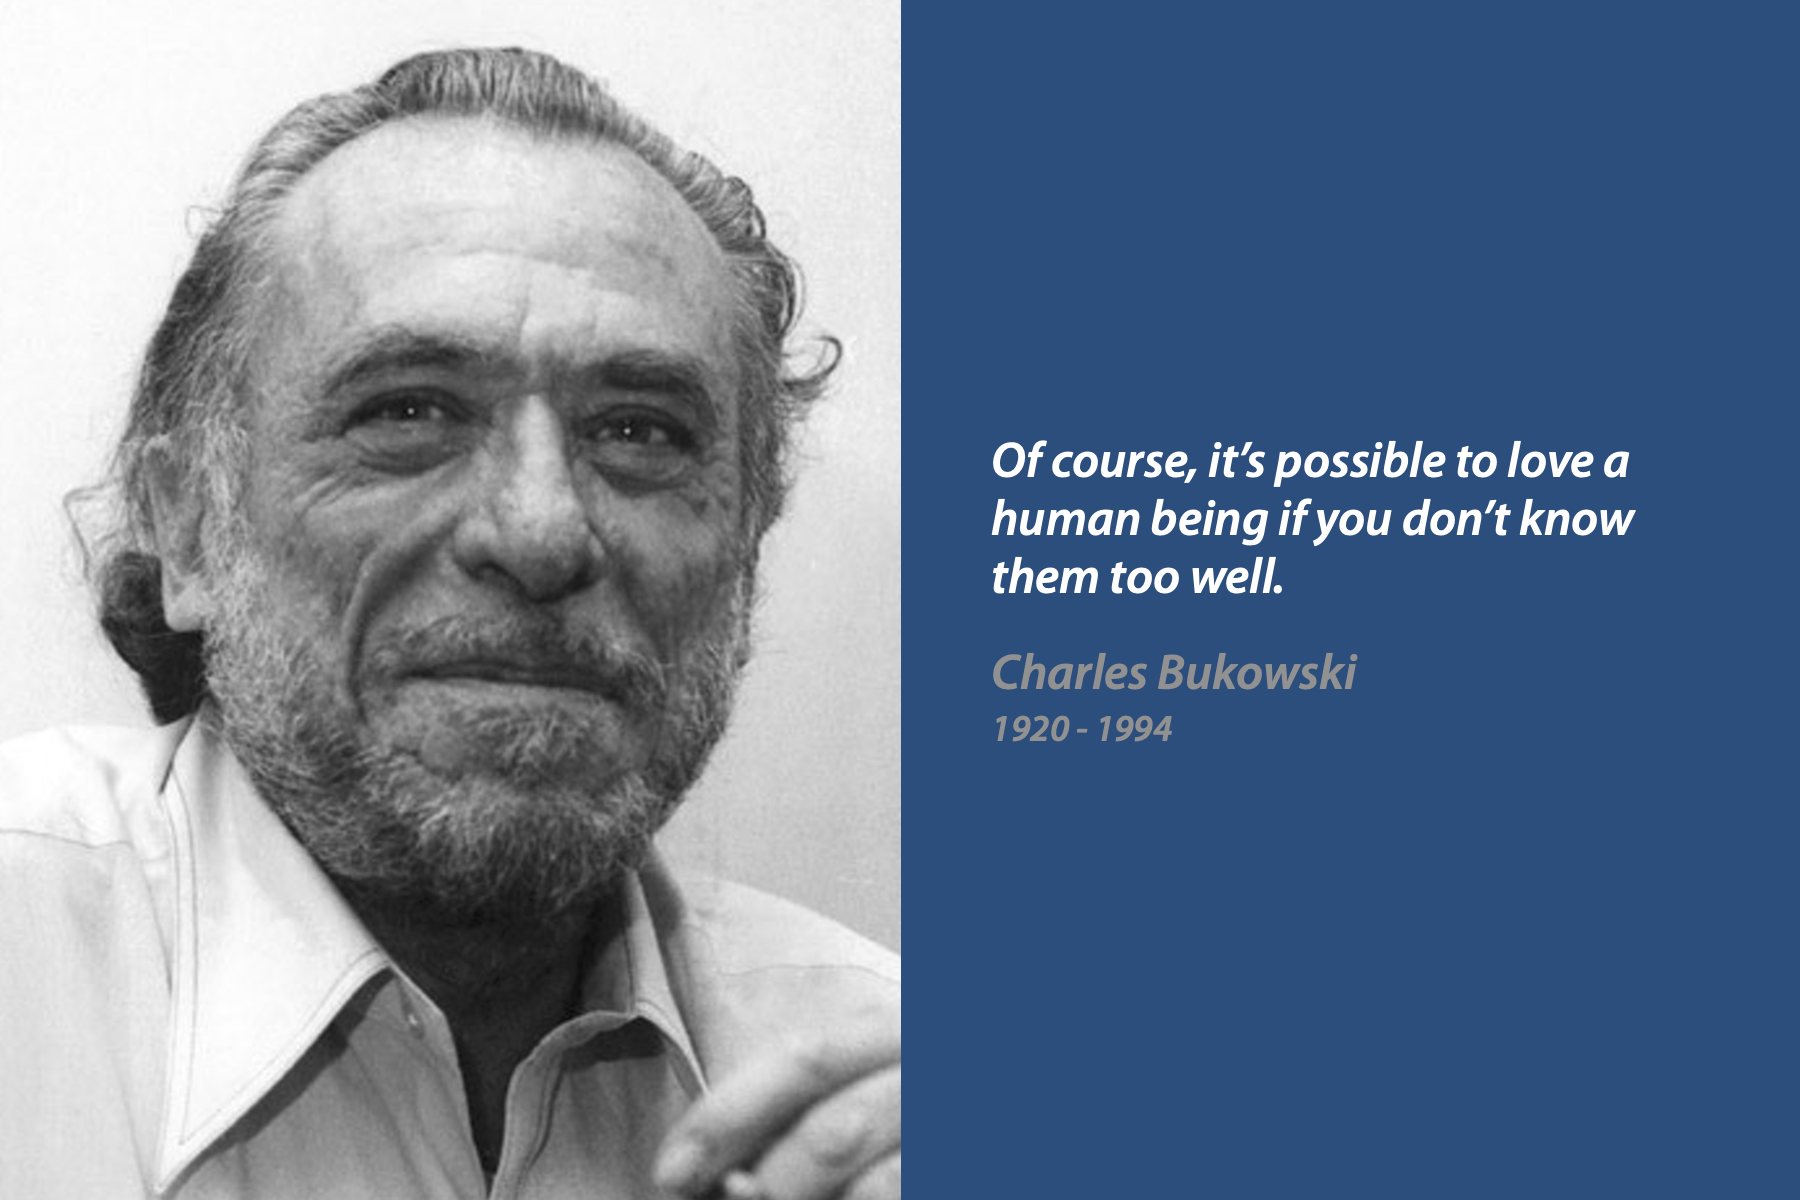 Of course, it’s possible to love a
human being if you don’t know
them too well.
Charles Bukowski
1920 - 1994